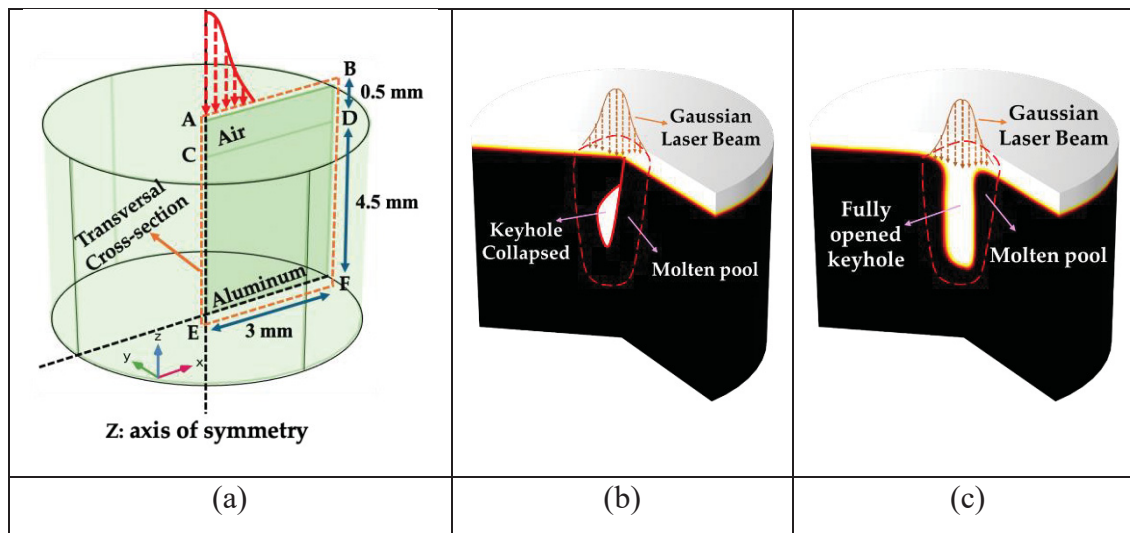 B
0.5 mm
A
Air
D
C
4.5 mm
Transversal
Cross-section
Aluminum
F
E
3 mm
z
y
x
Z: axis of symmetry
(a)
Gaussian
Laser Beam
Keyhole
Collapsed
Molten pool
(b)
Gaussian
Laser Beam
Fully
opened
keyhole
Molten pool
(c)